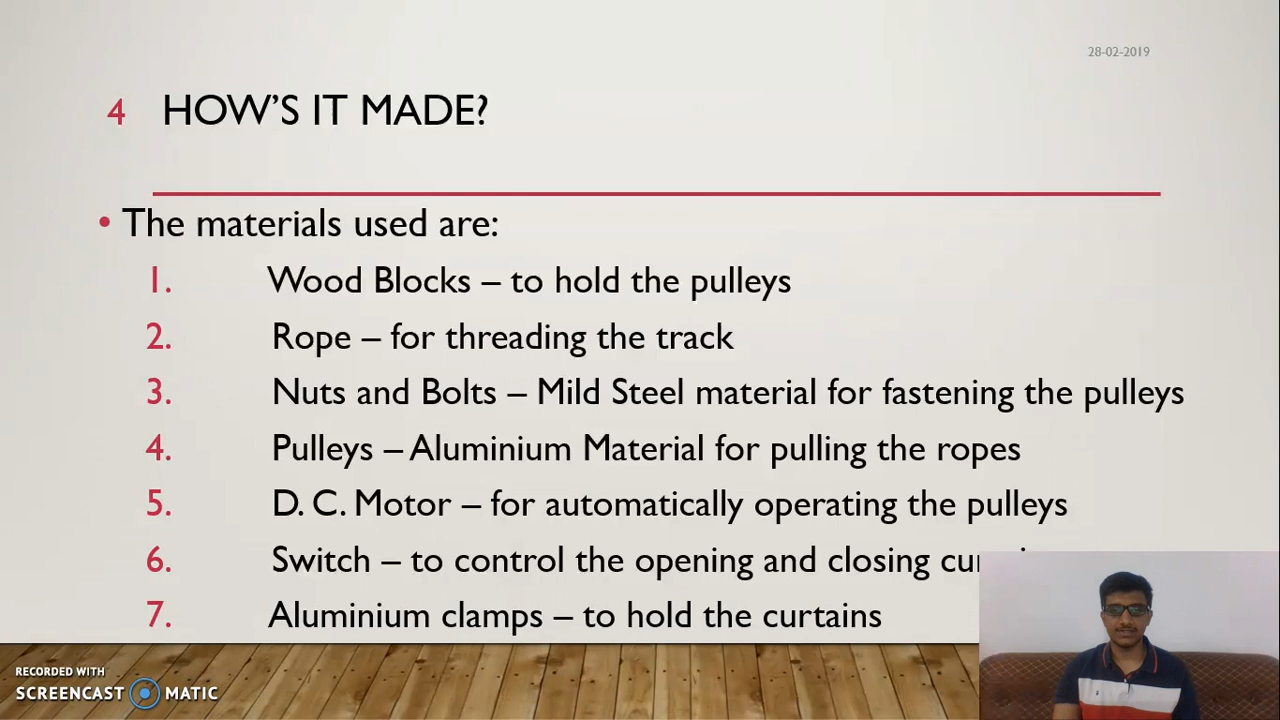 28-02-2019
4 HOW'S IT MADE?
• The materials used are:
1. Wood Blocks – to hold the pulleys
2. Rope – for threading the track
3. Nuts and Bolts – Mild Steel material for fastening the pulleys
4. Pulleys – Aluminium Material for pulling the ropes
5. D. C. Motor – for automatically operating the pulleys
6. Switch – to control the opening and closing
7. Aluminium clamps – to hold the curtains
RECORDED WITH
SCREENCAST MATIC